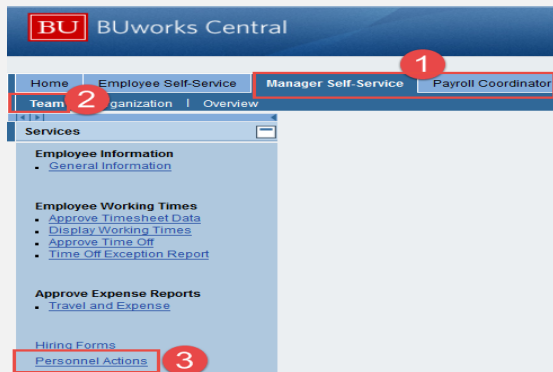 BU BUworks Central
1
Home Employee Self-Service Manager Self-Service Payroll Coordinator
Team 2 ganization | Overview
Services
Employee Information
General Information
Employee Working Times
Approve Timesheet Data
Display Working Times
Approve Time Off
Time Off Exception Report
Approve Expense Reports
Travel and Expense
Hiring Forms
Personnel Actions 3